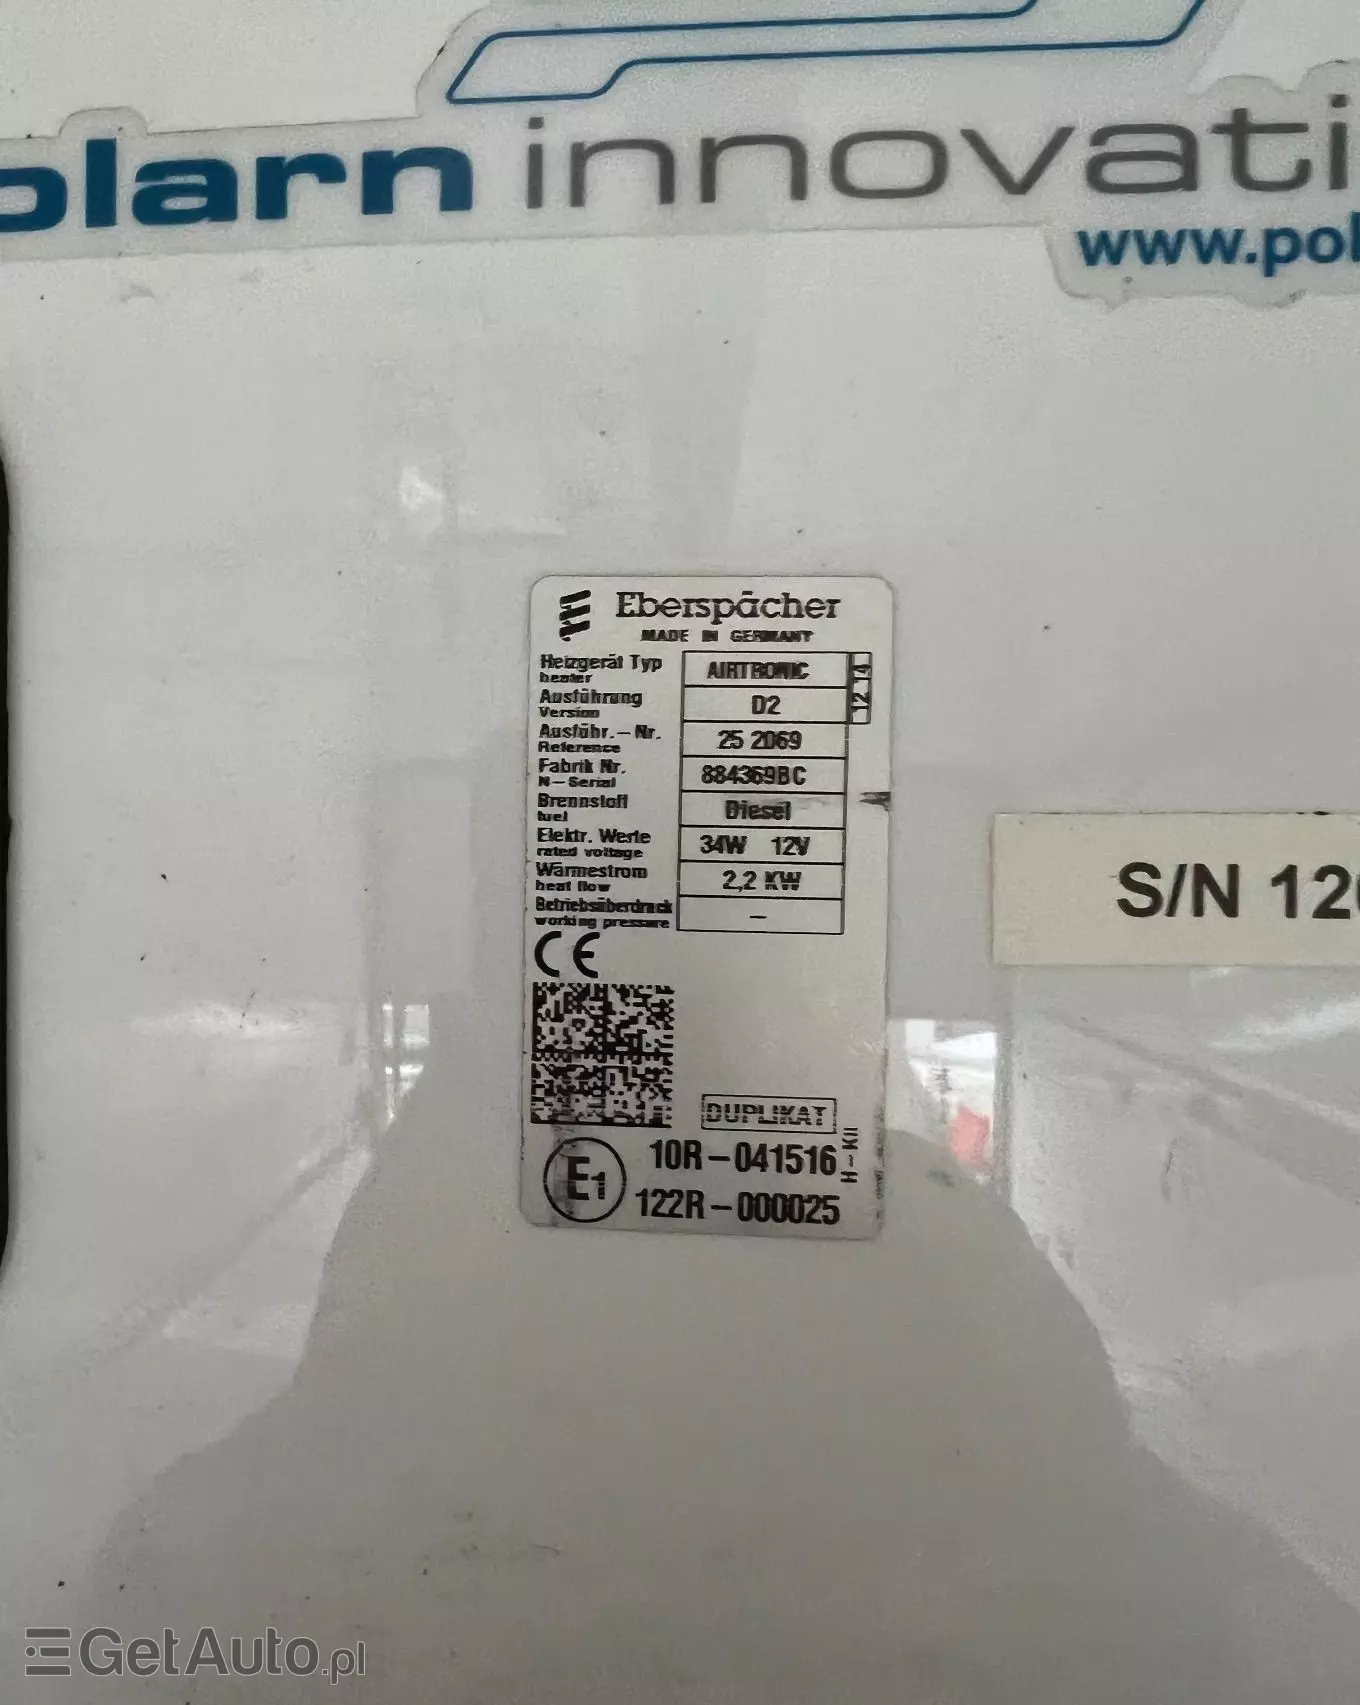 olarn innovati
www.pol
Eberspächer
MADE IN GERMANY
Heizgerät Typ
heater
AIRTRONIC
12 14
Ausführung
Version
D2
Ausführ.-Nr.
Reference
25 2069
Fabrik Nr.
N-Serial
884369BC
Brennstoff
fuel
Diesel
Elektr. Werte
rated voltage
34W 12V
Wärmestrom
heat flow
2,2 KW
Betriebsüberdruck
working pressure
–
CE
S/N 12
DUPLIKAT
E1
10R-041516
H-KII
122R-000025
GetAuto.pl